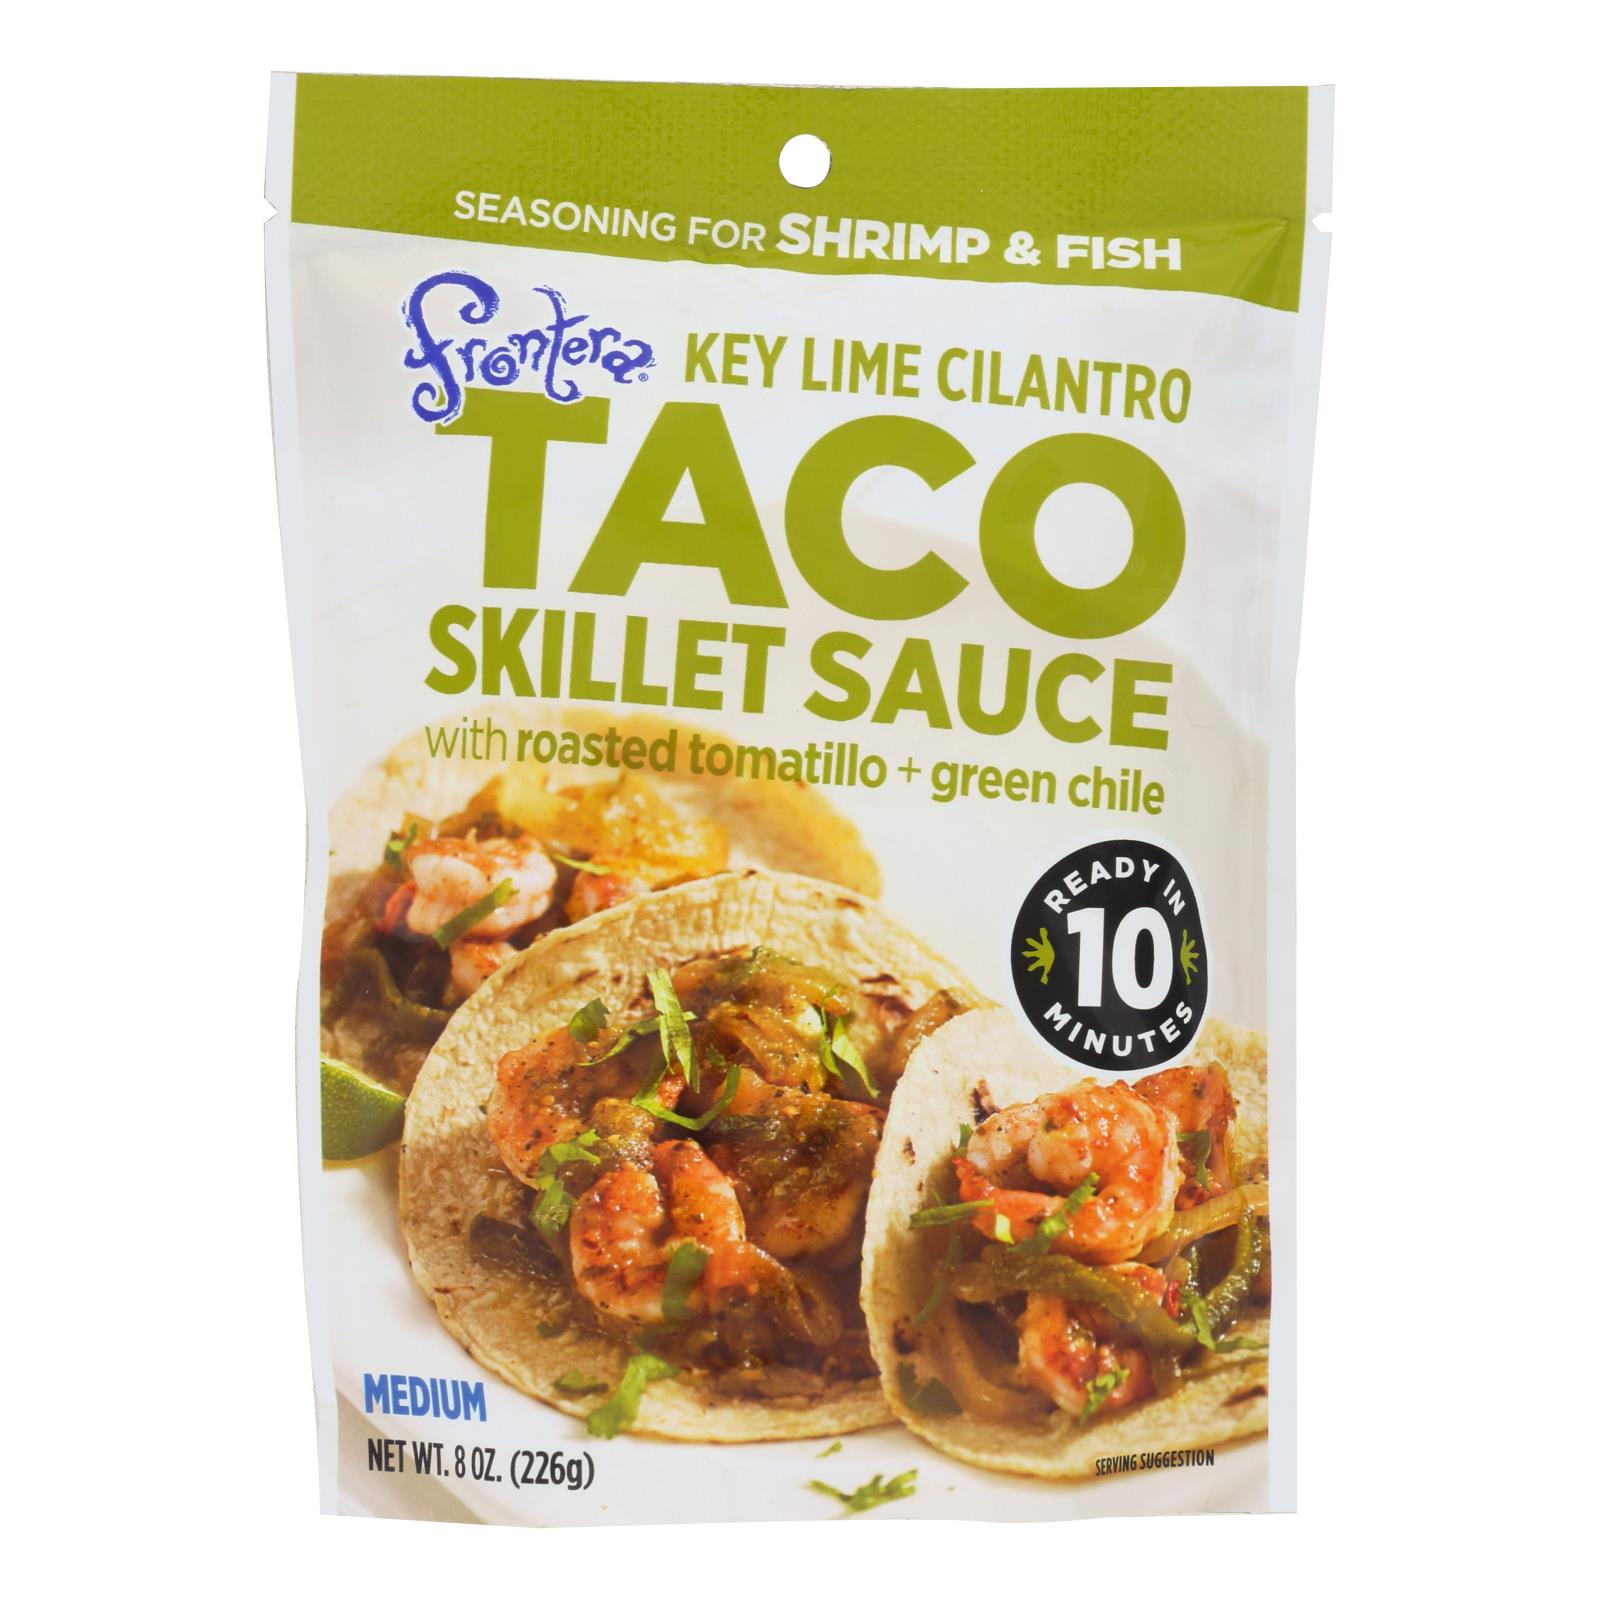 SEASONING FOR SHRIMP & FISH
frontera®
KEY LIME CILANTRO
TACO
SKILLET SAUCE
with roasted tomatillo + green chile
READY IN
10
MINUTES
MEDIUM
NET WT. 8 OZ. (226g)
SERVING SUGGESTION